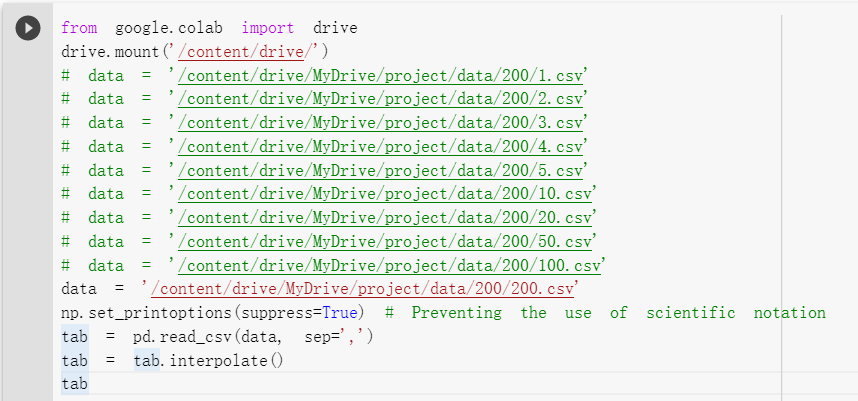 from google.colab import drive
drive.mount('/content/drive/')
# data = '/content/drive/MyDrive/project/data/200/1.csv'
# data = '/content/drive/MyDrive/project/data/200/2.csv'
# data = '/content/drive/MyDrive/project/data/200/3.csv'
# data = '/content/drive/MyDrive/project/data/200/4.csv'
# data = '/content/drive/MyDrive/project/data/200/5.csv'
# data = '/content/drive/MyDrive/project/data/200/10.csv'
# data = '/content/drive/MyDrive/project/data/200/20.csv'
# data = '/content/drive/MyDrive/project/data/200/50.csv'
# data = '/content/drive/MyDrive/project/data/200/100.csv'
data = '/content/drive/MyDrive/project/data/200/200.csv'
np.set_printoptions(suppress=True) # Preventing the use of scientific notation
tab = pd.read_csv(data, sep=',')
tab = tab.interpolate()
tab